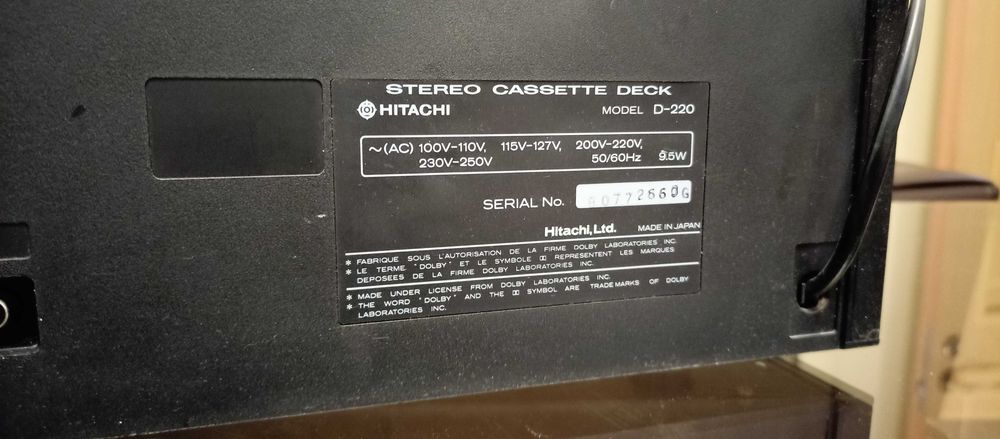 STEREO CASSETTE DECK
HITACHI MODEL D-220
~(AC) 100V-110V, 115V-127V, 200V-220V,
230V-250V 50/60Hz 9.5W
SERIAL No. 00772660G
Hitachi, Ltd. MADE IN JAPAN
* FABRIQUE SOUS L'AUTORISATION DE LA FIRME DOLBY LABORATORIES INC.
* LE TERME "DOLBY" ET LE SYMBOLE REPRESENTENT LES MARQUES
DEPOSEES DE LA FIRME DOLBY LABORATORIES INC.
* MADE UNDER LICENSE FROM DOLBY LABORATORIES INC.
* THE WORD "DOLBY" AND THE SYMBOL ARE TRADEMARKS OF DOLBY
LABORATORIES INC.